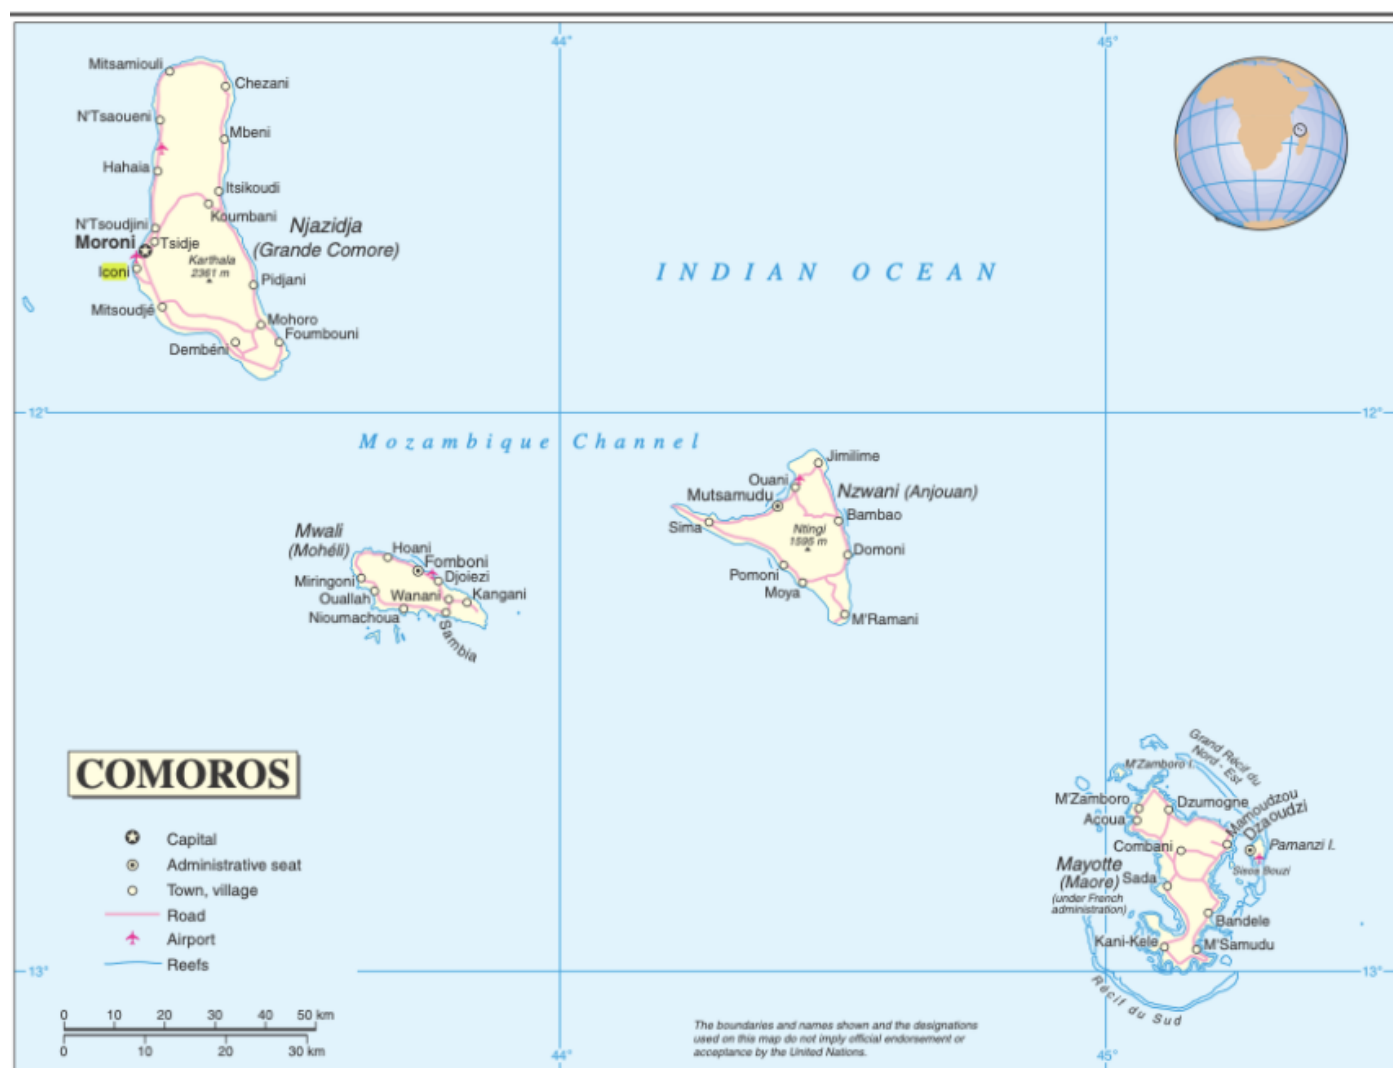 44°
45°
Mitsamiouli
Chezani
N'Tsaoueni
Mbeni
Hahaia
Itsikoudi
Koumbani
N'Tsoudjini
Njazidja
(Grande Comore)
Moroni
Tsidje
Karthala
2361 m
Iconi
Pidjani
Mitsoudjé
Mohoro
Foumbouni
Dembéni
INDIAN OCEAN
12°
12°
Mozambique Channel
Jimilime
Ouani
Mutsamudu
Nzwani (Anjouan)
Sima
Bambao
Ntingi
1595 m
Domoni
Pomoni
Moya
M'Ramani
Mwali
(Mohéli)
Hoani
Fomboni
Djoiezi
Miringoni
Ouallah
Wanani
Kangani
Nioumachoua
Sambia
Grand Récif du
Nord - Est
M'Zamboro I.
M'Zamboro
Dzumogne
Acoua
Mamoudzou
Dzaoudzi
Combani
Pamanzi I.
Mayotte
(Maore)
(under French
administration)
Sada
Bandele
Kani-Kele
M'Samudu
Récif du Sud
COMOROS
Capital
Administrative seat
Town, village
Road
Airport
Reefs
13°
13°
0 10 20 30 40 50 km
0 10 20 30 km
The boundaries and names shown and the designations
used on this map do not imply official endorsement or
acceptance by the United Nations.
44°
45°